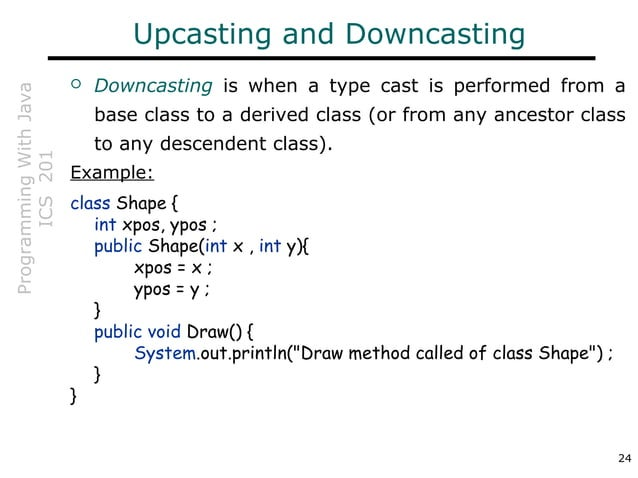 Upcasting and Downcasting
Programming With Java
ICS 201
Downcasting is when a type cast is performed from a
base class to a derived class (or from any ancestor class
to any descendent class).
Example:
class Shape {
int xpos, ypos ;
public Shape(int x , int y){
xpos = x ;
ypos = y ;
}
public void Draw() {
System.out.println("Draw method called of class Shape") ;
}
}
24